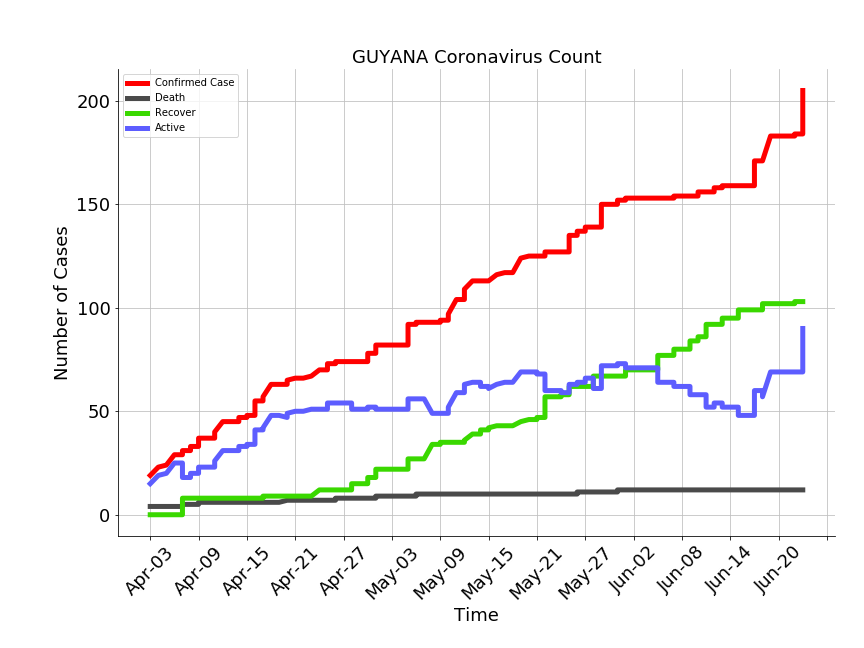 GUYANA Coronavirus Count
Confirmed Case
Death
Recover
Active
200
150
100
50
0
Number of Cases
Apr-03
Apr-09
Apr-15
Apr-21
Apr-27
May-03
May-09
May-15
May-21
May-27
Jun-02
Jun-08
Jun-14
Jun-20
Time